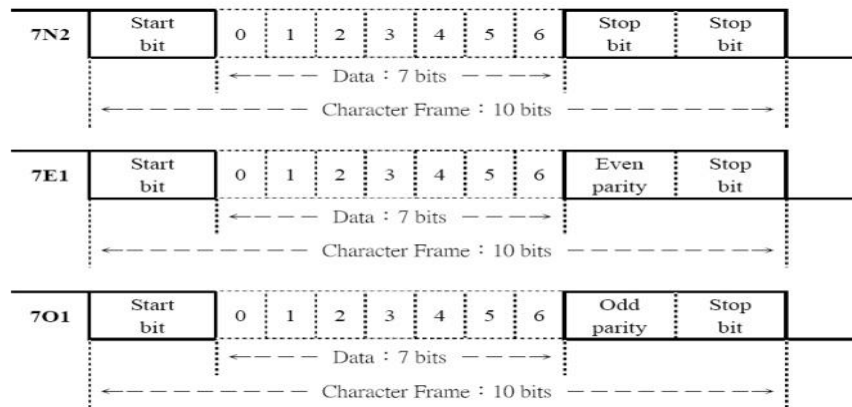 7N2 Start bit 0 1 2 3 4 5 6 Stop bit Stop bit
Data : 7 bits
Character Frame : 10 bits
7E1 Start bit 0 1 2 3 4 5 6 Even parity Stop bit
Data : 7 bits
Character Frame : 10 bits
7O1 Start bit 0 1 2 3 4 5 6 Odd parity Stop bit
Data : 7 bits
Character Frame : 10 bits